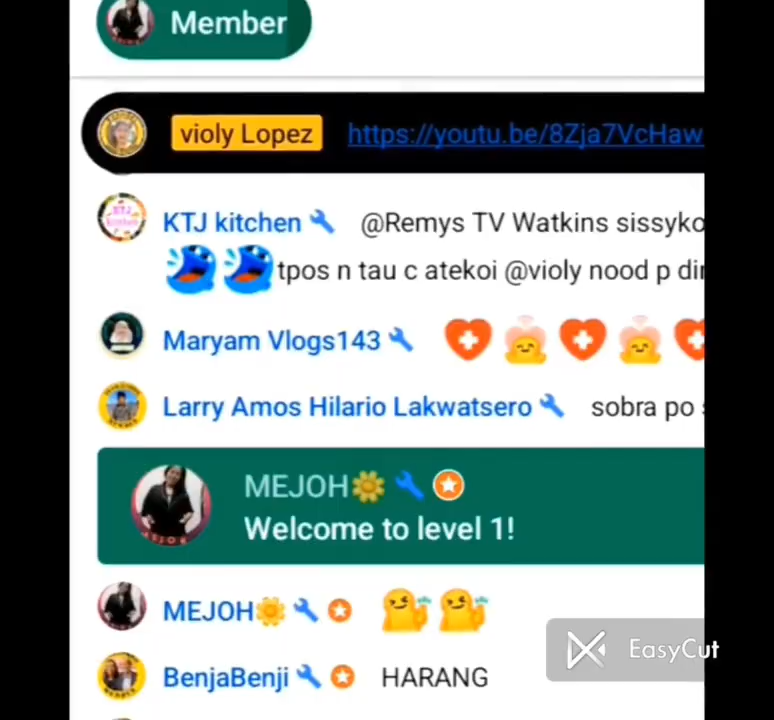 Member
violy Lopez https://youtu.be/8Zja7VcHaw
KTJ kitchen @Remys TV Watkins sissyko
tpos n tau c atekoi @violy nood p dir
Maryam Vlogs143
Larry Amos Hilario Lakwatsero sobra po
MEJOH
Welcome to level 1!
MEJOH
BenjaBenji HARANG
EasyCut